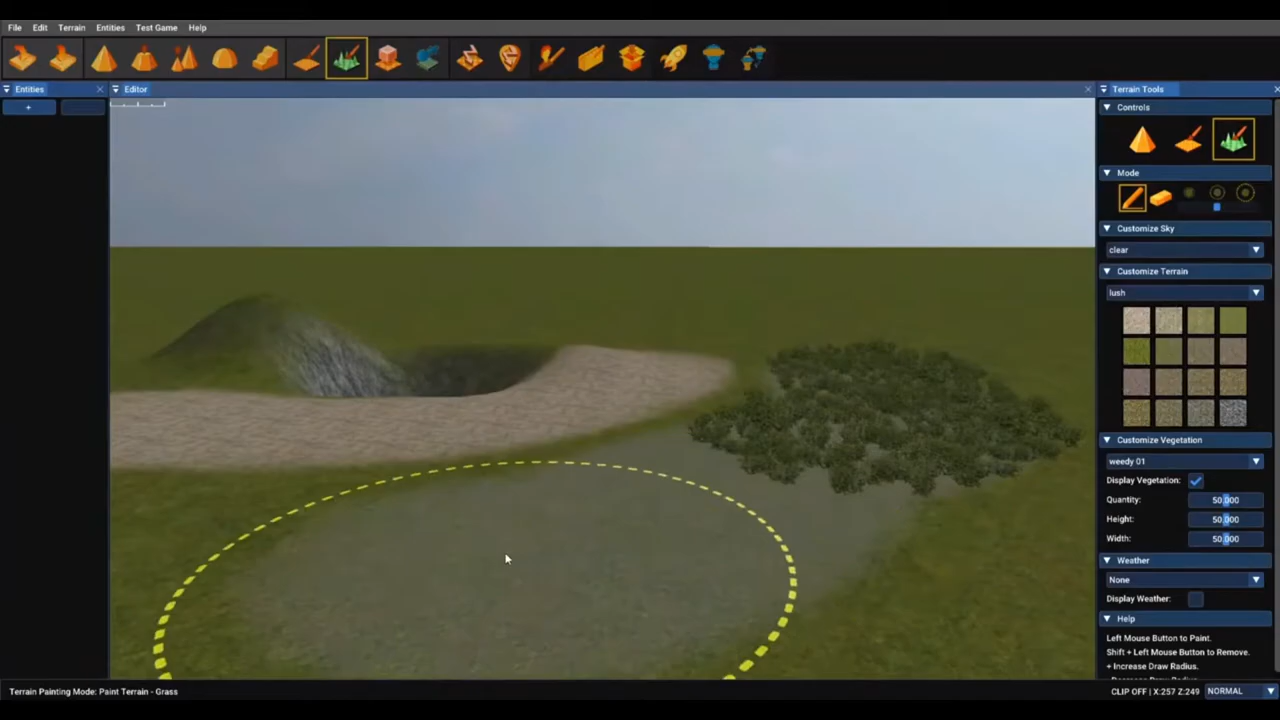 File Edit Terrain Entities Test Game Help
Entities
Editor
Terrain Tools
+
Controls
Mode
Customize Sky
clear
Customize Terrain
lush
Customize Vegetation
weedy 01
Display Vegetation:
Quantity: 50.000
Height: 50.000
Width: 50.000
Weather
None
Display Weather:
Help
Left Mouse Button to Paint.
Shift + Left Mouse Button to Remove.
+ Increase Draw Radius.
- Decrease Draw Radius.
Terrain Painting Mode: Paint Terrain - Grass
CLIP OFF | X:257 Z:249 NORMAL